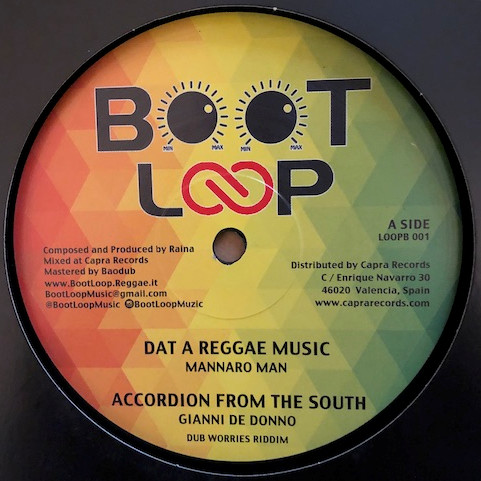 BOOT
MIN MAX MIN MAX
LOOP
A SIDE
LOOPB 001
Composed and Produced by Raina
Mixed at Capra Records
Mastered by Baodub
www.BootLoop.Reggae.it
BootLoopMusic@gmail.com
@BootLoopMusic @BootLoopMuzic
Distributed by Capra Records
C / Enrique Navarro 30
46020 Valencia, Spain
www.caprarecords.com
DAT A REGGAE MUSIC
MANNARO MAN
ACCORDION FROM THE SOUTH
GIANNI DE DONNO
DUB WORRIES RIDDIM